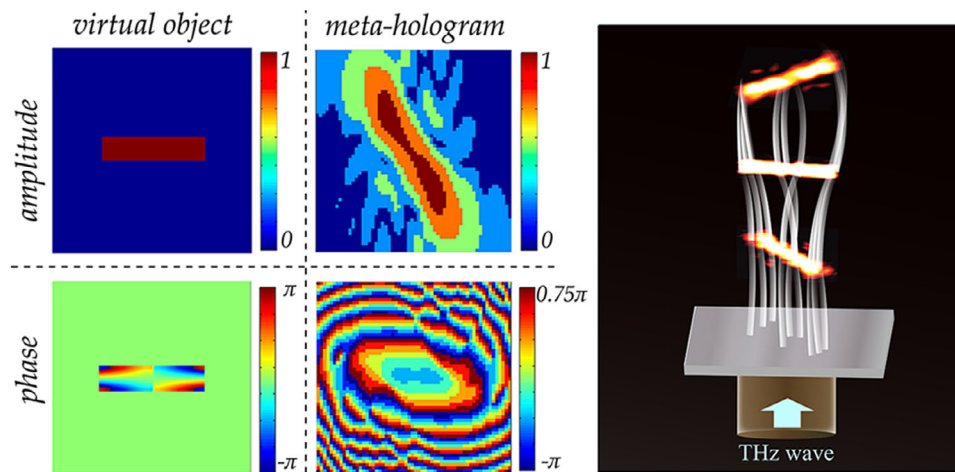 virtual object
meta-hologram
amplitude
1
0
1
0
phase
π
-π
0.75π
-π
THz wave